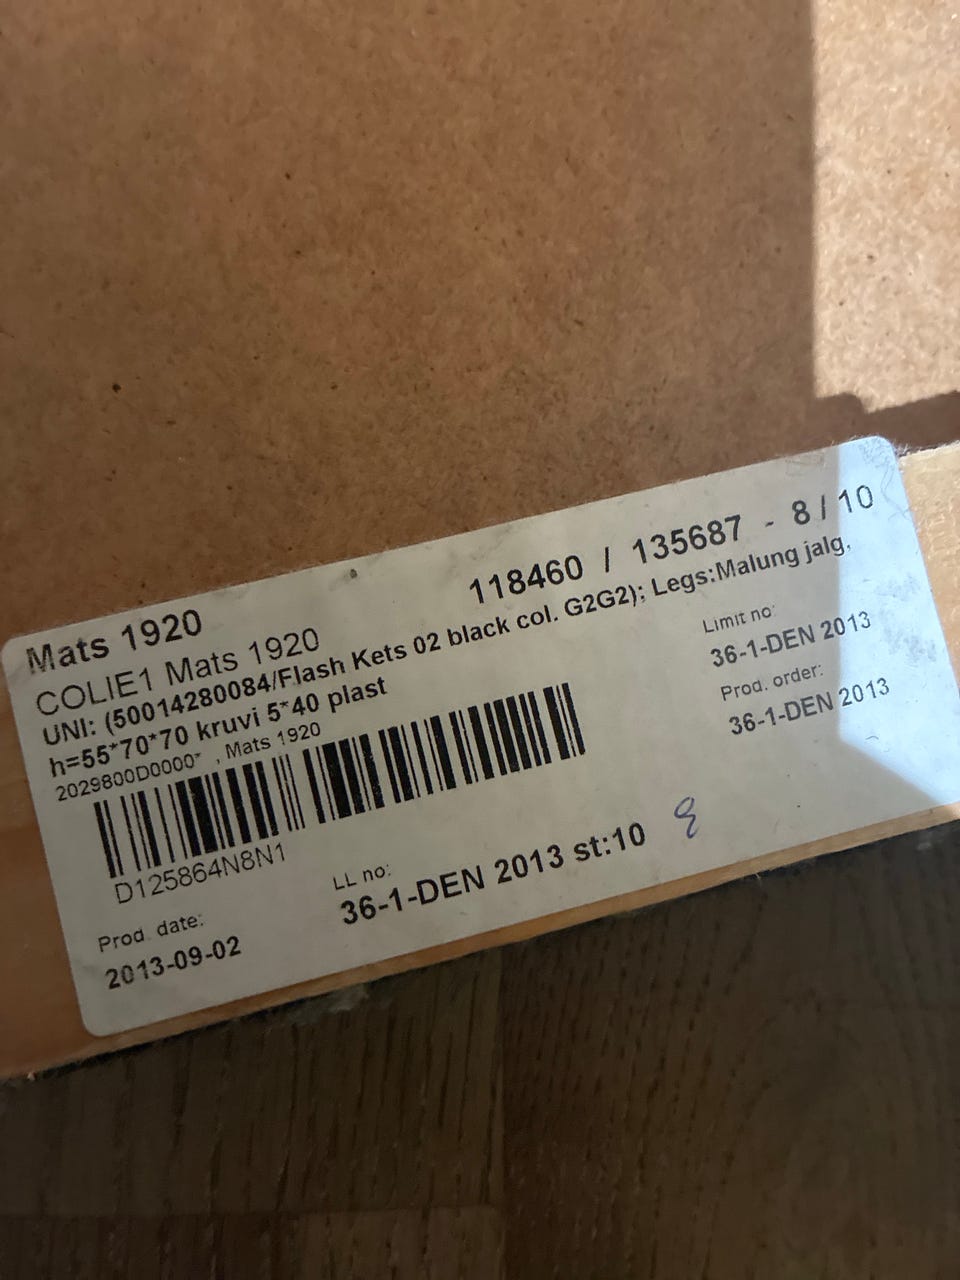 Mats 1920
118460 / 135687 - 8 / 10
COLIE1 Mats 1920
UNI: (50014280084/Flash Kets 02 black col. G2G2); Legs:Malung jalg,
h=55*70*70 kruvi 5*40 plast
2029800D0000* , Mats 1920
D125864N8N1
Limit no:
36-1-DEN 2013
Prod. order:
36-1-DEN 2013
Prod. date:
2013-09-02
LL no:
36-1-DEN 2013 st:10